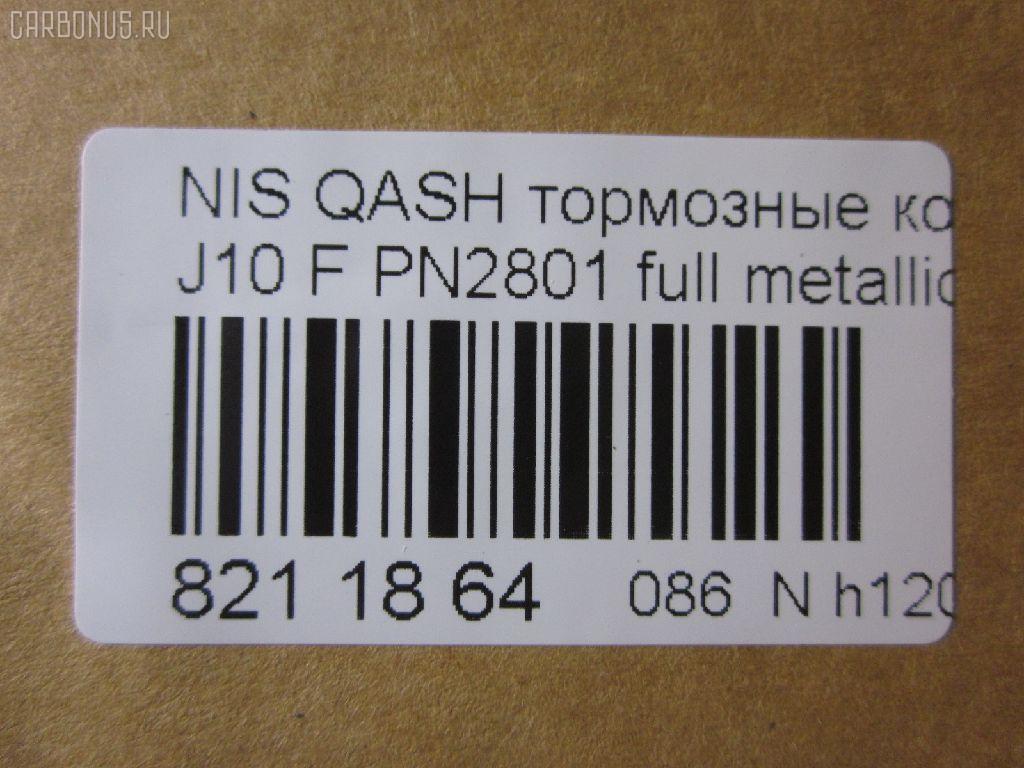 CARBONUS.RU
NIS QASH тормозные ко
J10 F PN2801 full metallic
821 18 64 086 N h120